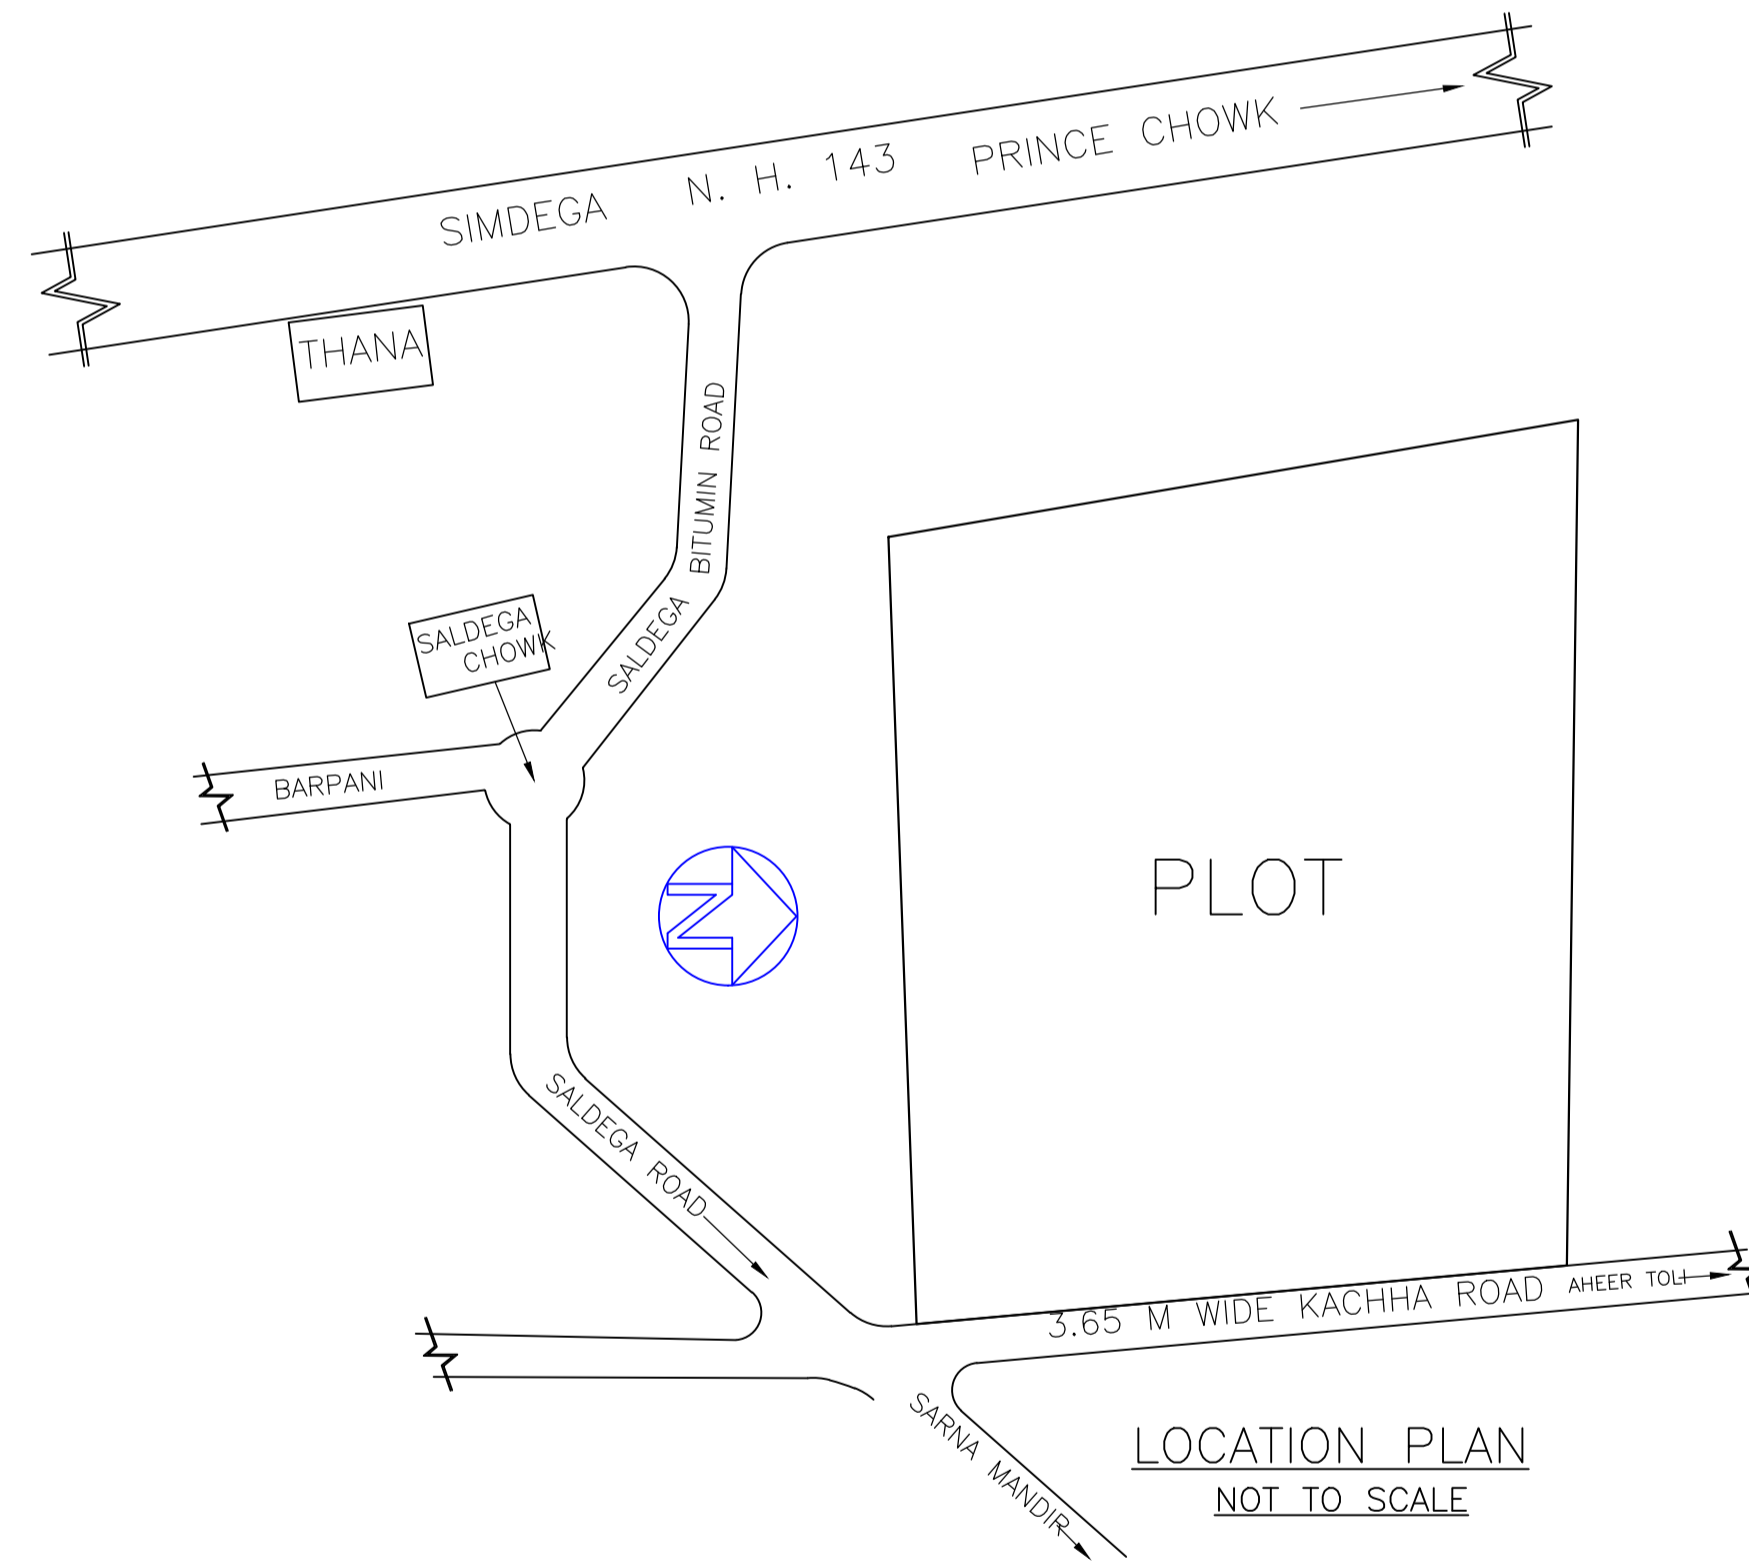 SIMDEGA N. H. 143 PRINCE CHOWK
THANA
BITUMIN ROAD
SALDEGA
SALDEGA
CHOWK
BARPANI
N
PLOT
SALDEGA ROAD
3.65 M WIDE KACHHA ROAD AHEER TOLI
SARNA MANDIR
LOCATION PLAN
NOT TO SCALE